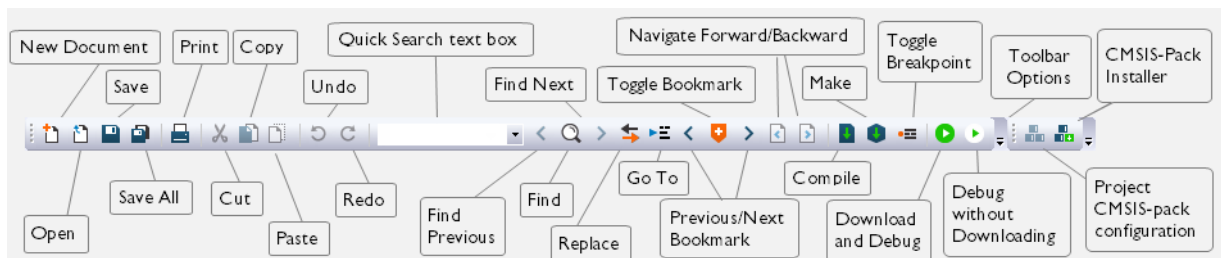 New Document
Print
Copy
Quick Search text box
Navigate Forward/Backward
Toggle
Breakpoint
Toolbar
Options
CMSIS-Pack
Installer
Save
Undo
Find Next
Toggle Bookmark
Make
Open
Save All
Cut
Paste
Redo
Find
Previous
Find
Replace
Go To
Previous/Next
Bookmark
Compile
Download
and Debug
Debug
without
Downloading
Project
CMSIS-pack
configuration